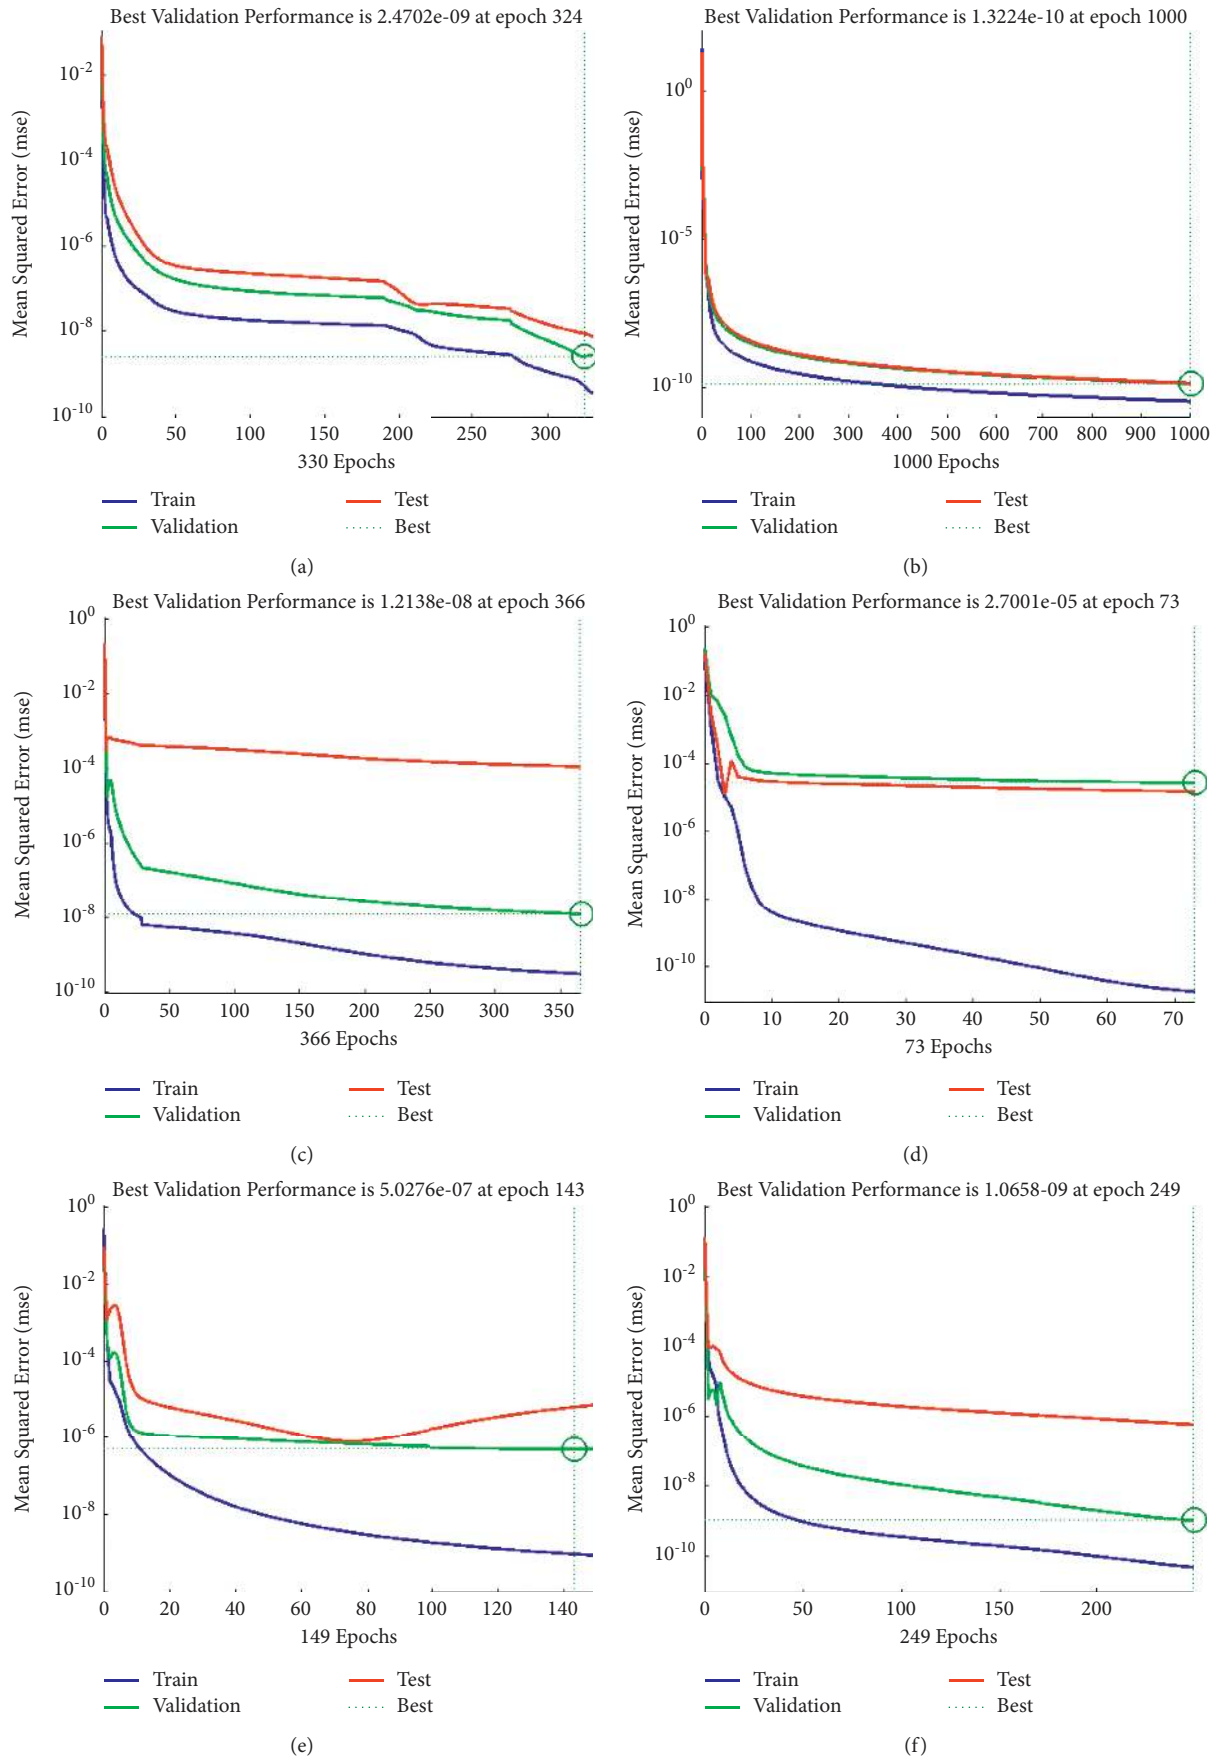 Best Validation Performance is 2.4702e-09 at epoch 324
Mean Squared Error (mse)
10-2
10-4
10-6
10-8
10-10
0 50 100 150 200 250 300
330 Epochs
Train
Test
Validation
Best
(a)
Best Validation Performance is 1.3224e-10 at epoch 1000
Mean Squared Error (mse)
100
10-5
10-10
0 100 200 300 400 500 600 700 800 900 1000
1000 Epochs
Train
Test
Validation
Best
(b)
Best Validation Performance is 1.2138e-08 at epoch 366
Mean Squared Error (mse)
100
10-2
10-4
10-6
10-8
10-10
0 50 100 150 200 250 300 350
366 Epochs
Train
Test
Validation
Best
(c)
Best Validation Performance is 2.7001e-05 at epoch 73
Mean Squared Error (mse)
100
10-2
10-4
10-6
10-8
10-10
0 10 20 30 40 50 60 70
73 Epochs
Train
Test
Validation
Best
(d)
Best Validation Performance is 5.0276e-07 at epoch 143
Mean Squared Error (mse)
100
10-2
10-4
10-6
10-8
10-10
0 20 40 60 80 100 120 140
149 Epochs
Train
Test
Validation
Best
(e)
Best Validation Performance is 1.0658-09 at epoch 249
Mean Squared Error (mse)
100
10-2
10-4
10-6
10-8
10-10
0 50 100 150 200
249 Epochs
Train
Test
Validation
Best
(f)